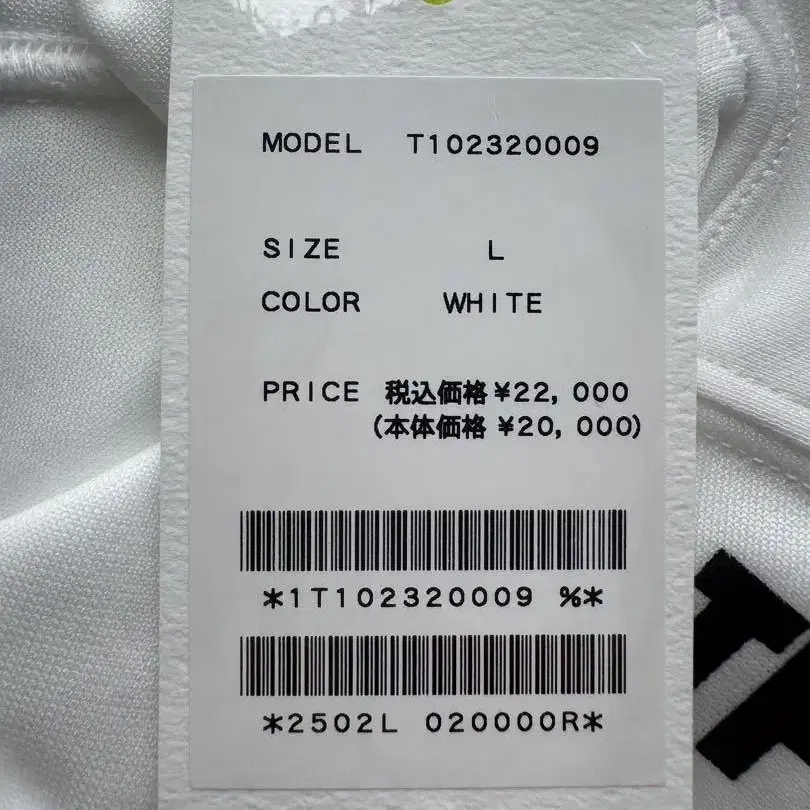 MODEL T102320009
SIZE L
COLOR WHITE
PRICE 税込価格 ¥22,000
(本体価格 ¥20,000)
*1T102320009 %*
*2502L 020000R*